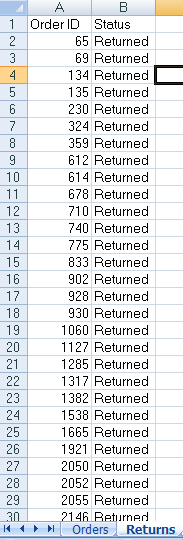 A B
1 Order ID Status
2 65 Returned
3 69 Returned
4 134 Returned
5 135 Returned
6 230 Returned
7 324 Returned
8 359 Returned
9 612 Returned
10 614 Returned
11 678 Returned
12 710 Returned
13 740 Returned
14 775 Returned
15 833 Returned
16 902 Returned
17 928 Returned
18 930 Returned
19 1060 Returned
20 1127 Returned
21 1285 Returned
22 1317 Returned
23 1382 Returned
24 1538 Returned
25 1665 Returned
26 1921 Returned
27 2050 Returned
28 2052 Returned
29 2055 Returned
30 2146 Returned
Orders Returns